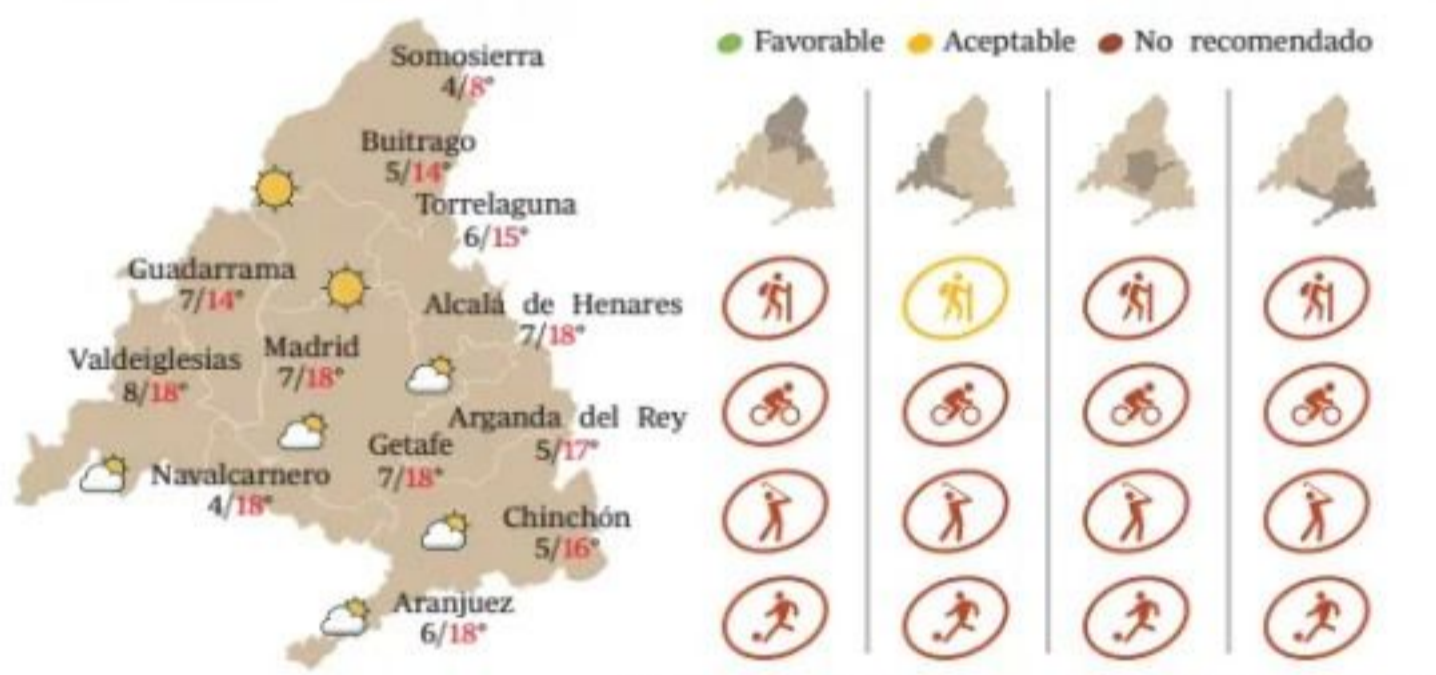 Somosierra
4/8°
Buitrago
5/14°
Torrelaguna
6/15°
Guadarrama
7/14°
Alcalá de Henares
7/18°
Madrid
7/18°
Valdeiglesias
8/18°
Arganda del Rey
5/17°
Getafe
7/18°
Navalcarnero
4/18°
Chinchón
5/16°
Aranjuez
6/18°
Favorable Aceptable No recomendado